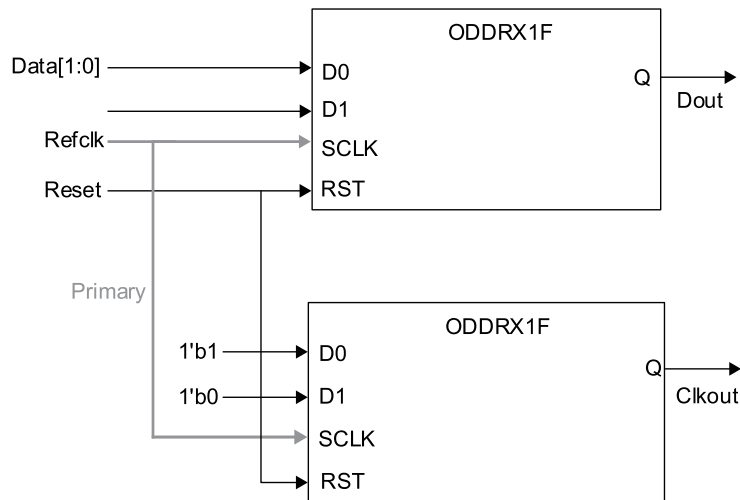 ODDRX1F
Data[1:0]
D0
Q
Dout
D1
Refclk
SCLK
Reset
RST
Primary
ODDRX1F
1'b1
D0
Q
1'b0
D1
Clkout
SCLK
RST